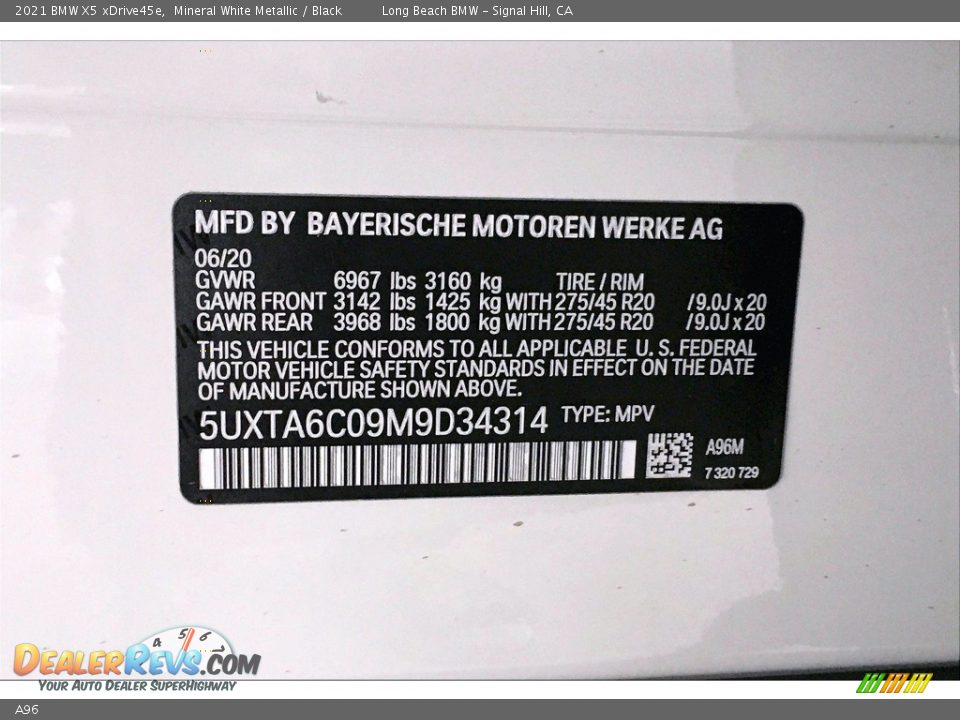 2021 BMW X5 xDrive45e, Mineral White Metallic / Black Long Beach BMW - Signal Hill, CA
MFD BY BAYERISCHE MOTOREN WERKE AG
06/20
GVWR 6967 lbs 3160 kg TIRE / RIM
GAWR FRONT 3142 lbs 1425 kg WITH 275/45 R20 / 9.0J x 20
GAWR REAR 3968 lbs 1800 kg WITH 275/45 R20 / 9.0J x 20
THIS VEHICLE CONFORMS TO ALL APPLICABLE U. S. FEDERAL
MOTOR VEHICLE SAFETY STANDARDS IN EFFECT ON THE DATE
OF MANUFACTURE SHOWN ABOVE.
5UXTA6C09M9D34314 TYPE: MPV
A96M
7 320 729
4 5 6 7
DEALERREVS.COM
YOUR AUTO DEALER SUPERHIGHWAY
A96